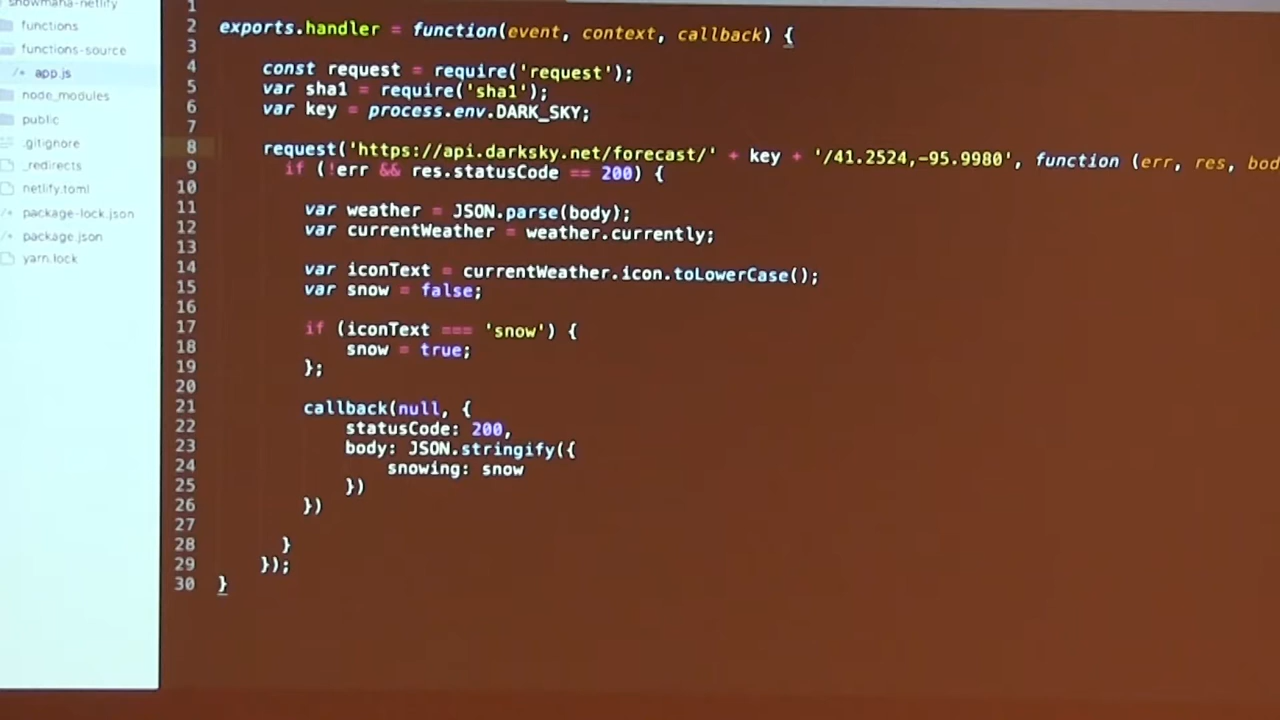 snowmaha-netlify
functions
functions-source
/* app.js
node_modules
public
.gitignore
_redirects
netlify.toml
/* package-lock.json
/* package.json
yarn.lock
1
2 exports.handler = function(event, context, callback) {
3
4 const request = require('request');
5 var sha1 = require('sha1');
6 var key = process.env.DARK_SKY;
7
8 request('https://api.darksky.net/forecast/' + key + '/41.2524,-95.9980', function (err, res, bod
9 if (!err && res.statusCode == 200) {
10
11 var weather = JSON.parse(body);
12 var currentWeather = weather.currently;
13
14 var iconText = currentWeather.icon.toLowerCase();
15 var snow = false;
16
17 if (iconText === 'snow') {
18 snow = true;
19 };
20
21 callback(null, {
22 statusCode: 200,
23 body: JSON.stringify({
24 snowing: snow
25 })
26 })
27
28 }
29 });
30 }